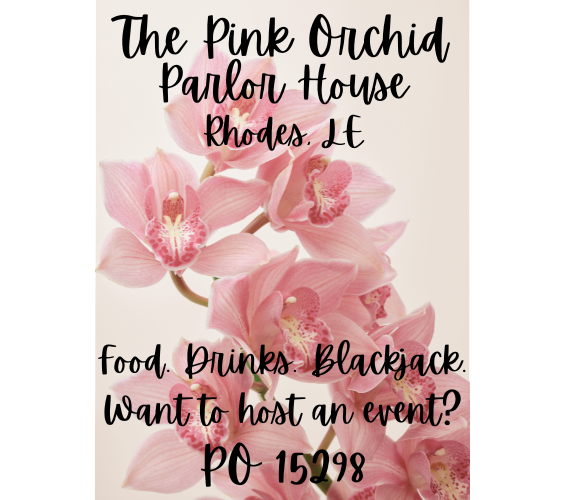 The Pink Orchid
Parlor House
Rhodes, LE
Food. Drinks. Blackjack.
Want to host an event?
PO 15298